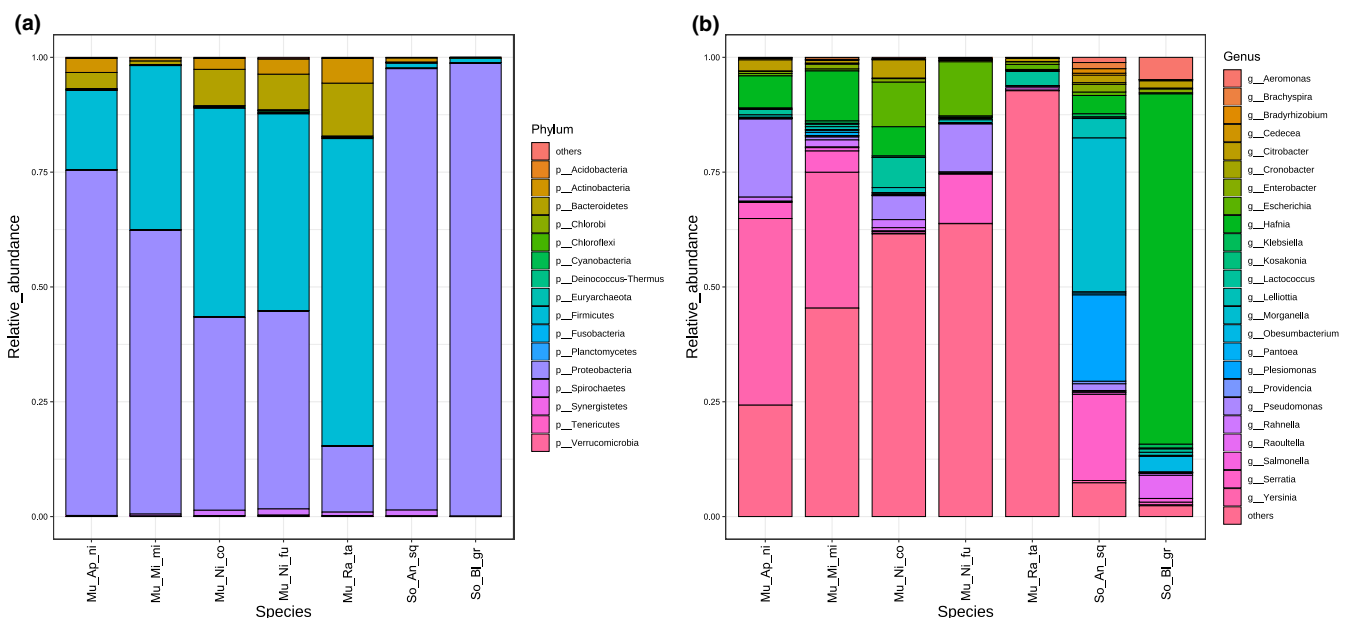 (a)
Relative_abundance
1.00
0.75
0.50
0.25
0.00
Mu_Ap_ni
Mu_Mi_mi
Mu_Ni_co
Mu_Ni_fu
Mu_Ra_ta
So_An_sq
So_Bl_gr
Species
Phylum
others
p__Acidobacteria
p__Actinobacteria
p__Bacteroidetes
p__Chlorobi
p__Chloroflexi
p__Cyanobacteria
p__Deinococcus-Thermus
p__Euryarchaeota
p__Firmicutes
p__Fusobacteria
p__Planctomycetes
p__Proteobacteria
p__Spirochaetes
p__Synergistetes
p__Tenericutes
p__Verrucomicrobia
(b)
Relative_abundance
1.00
0.75
0.50
0.25
0.00
Mu_Ap_ni
Mu_Mi_mi
Mu_Ni_co
Mu_Ni_fu
Mu_Ra_ta
So_An_sq
So_Bl_gr
Species
Genus
g__Aeromonas
g__Brachyspira
g__Bradyrhizobium
g__Cedecea
g__Citrobacter
g__Cronobacter
g__Enterobacter
g__Escherichia
g__Hafnia
g__Klebsiella
g__Kosakonia
g__Lactococcus
g__Lelliottia
g__Morganella
g__Obesumbacterium
g__Pantoea
g__Plesiomonas
g__Providencia
g__Pseudomonas
g__Rahnella
g__Raoultella
g__Salmonella
g__Serratia
g__Yersinia
others